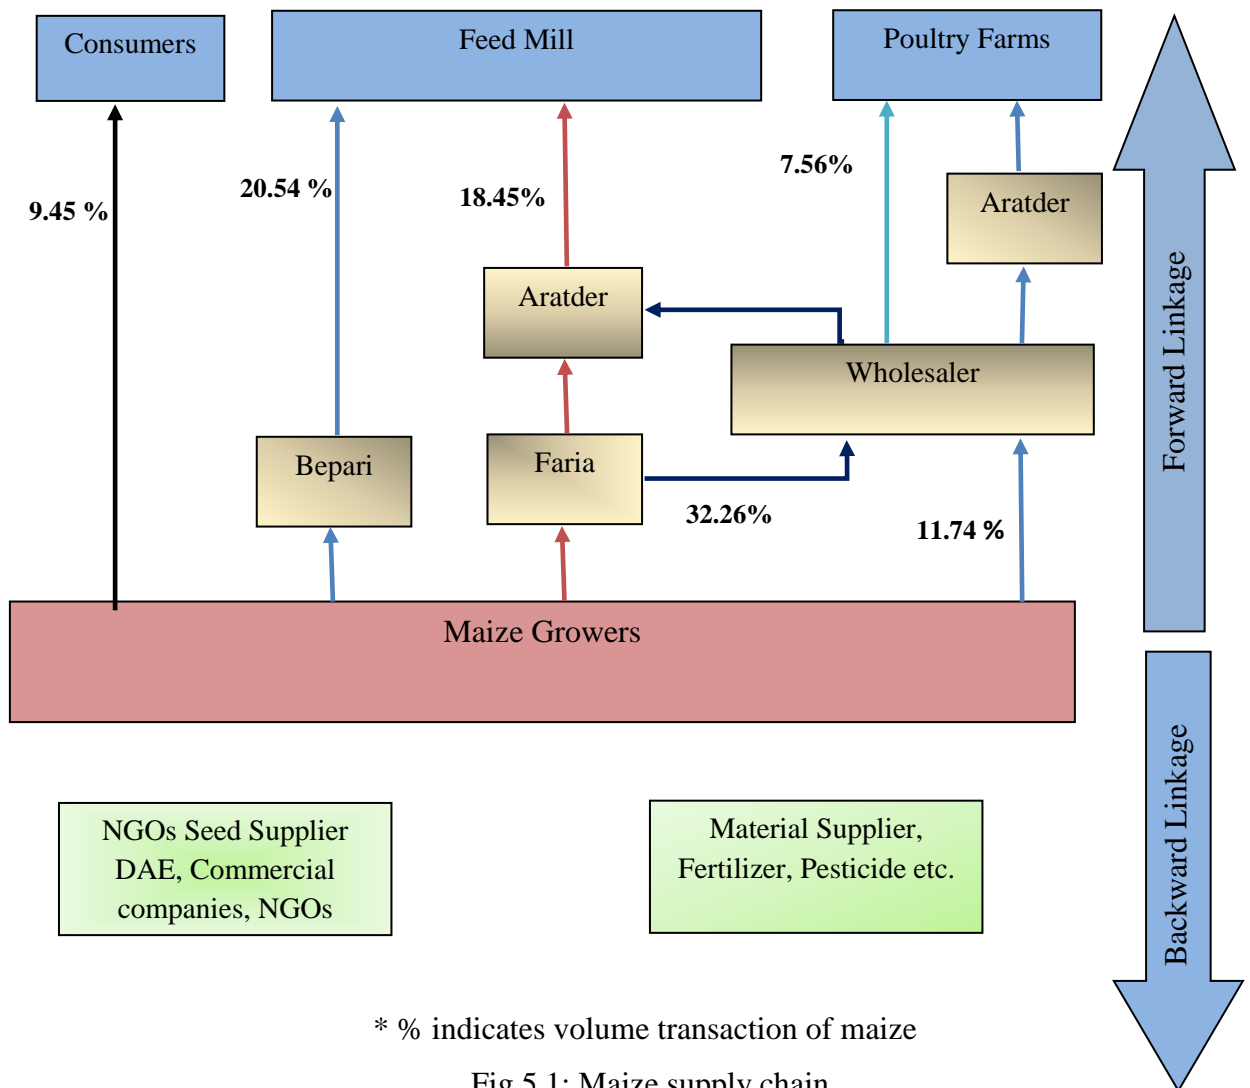 Consumers
Feed Mill
Poultry Farms
9.45 %
20.54 %
18.45%
7.56%
Aratder
Aratder
Wholesaler
Bepari
Faria
32.26%
11.74 %
Maize Growers
Forward Linkage
Backward Linkage
NGOs Seed Supplier
DAE, Commercial
companies, NGOs
Material Supplier,
Fertilizer, Pesticide etc.
* % indicates volume transaction of maize
Fig 5.1: Maize supply chain